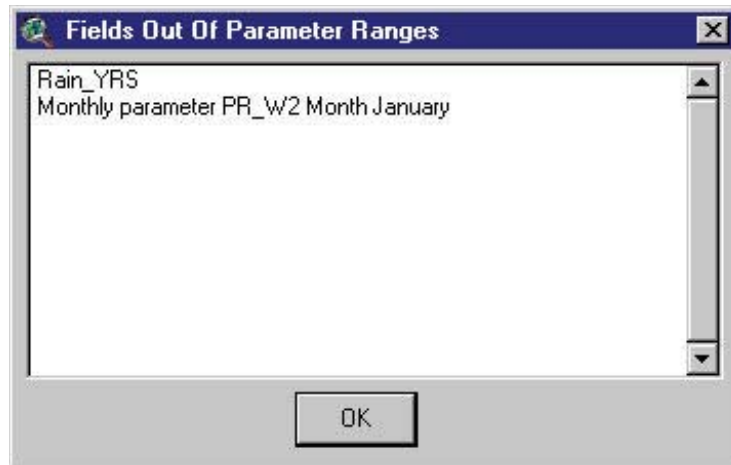 Fields Out Of Parameter Ranges
Rain_YRS
Monthly parameter PR_W2 Month January
OK